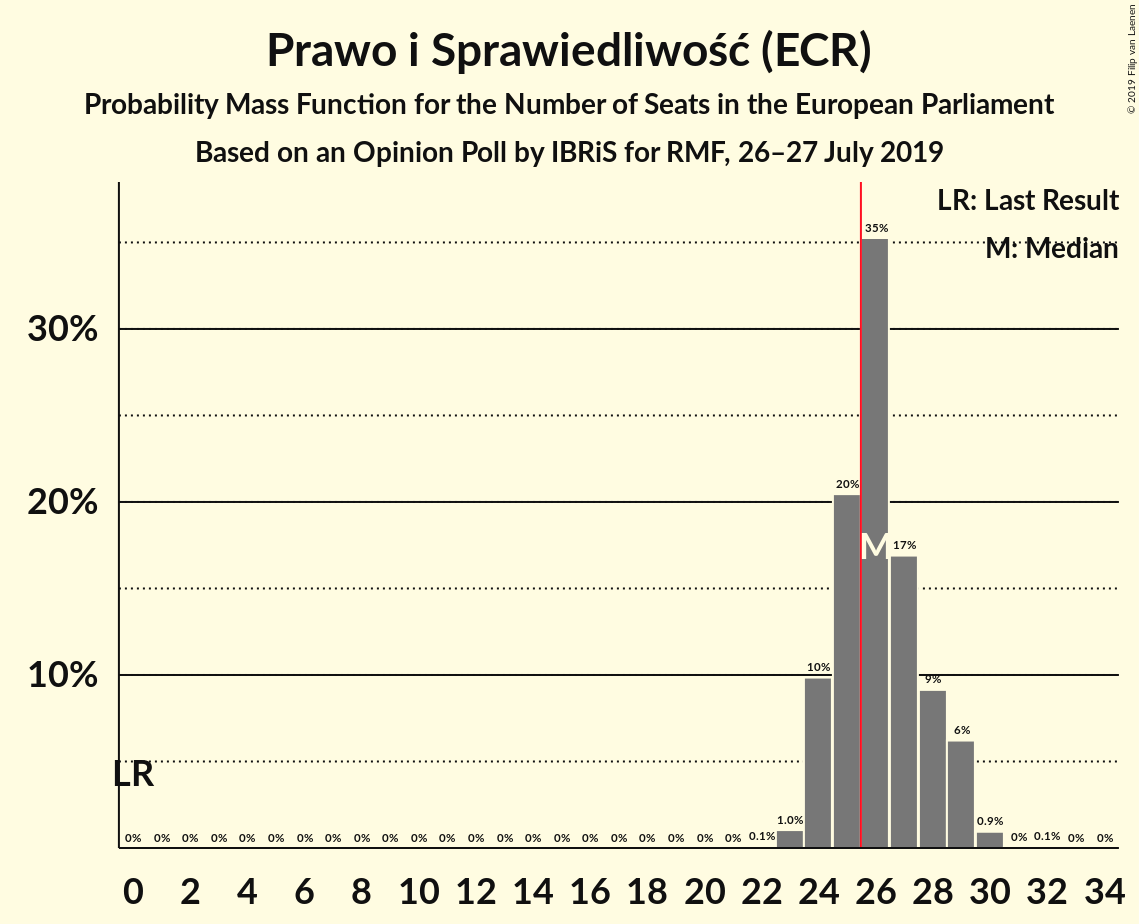 Prawo i Sprawiedliwość (ECR)
Probability Mass Function for the Number of Seats in the European Parliament
Based on an Opinion Poll by IBRiS for RMF, 26–27 July 2019
© 2019 Filip van Laenen
LR: Last Result
M: Median
35%
30%
20%
20%
M
17%
10%
10%
9%
6%
LR
0% 0% 0% 0% 0% 0% 0% 0% 0% 0% 0% 0% 0% 0% 0% 0% 0% 0% 0% 0% 0% 0% 0.1% 1.0% 0.9% 0% 0.1% 0% 0%
0 2 4 6 8 10 12 14 16 18 20 22 24 26 28 30 32 34